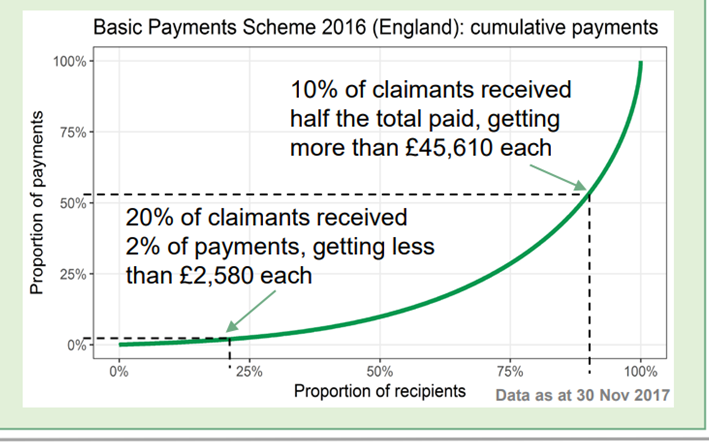 Basic Payments Scheme 2016 (England): cumulative payments
100%
75%
50%
25%
0%
Proportion of payments
10% of claimants received
half the total paid, getting
more than £45,610 each
20% of claimants received
2% of payments, getting less
than £2,580 each
0%
25%
50%
75%
100%
Proportion of recipients
Data as at 30 Nov 2017